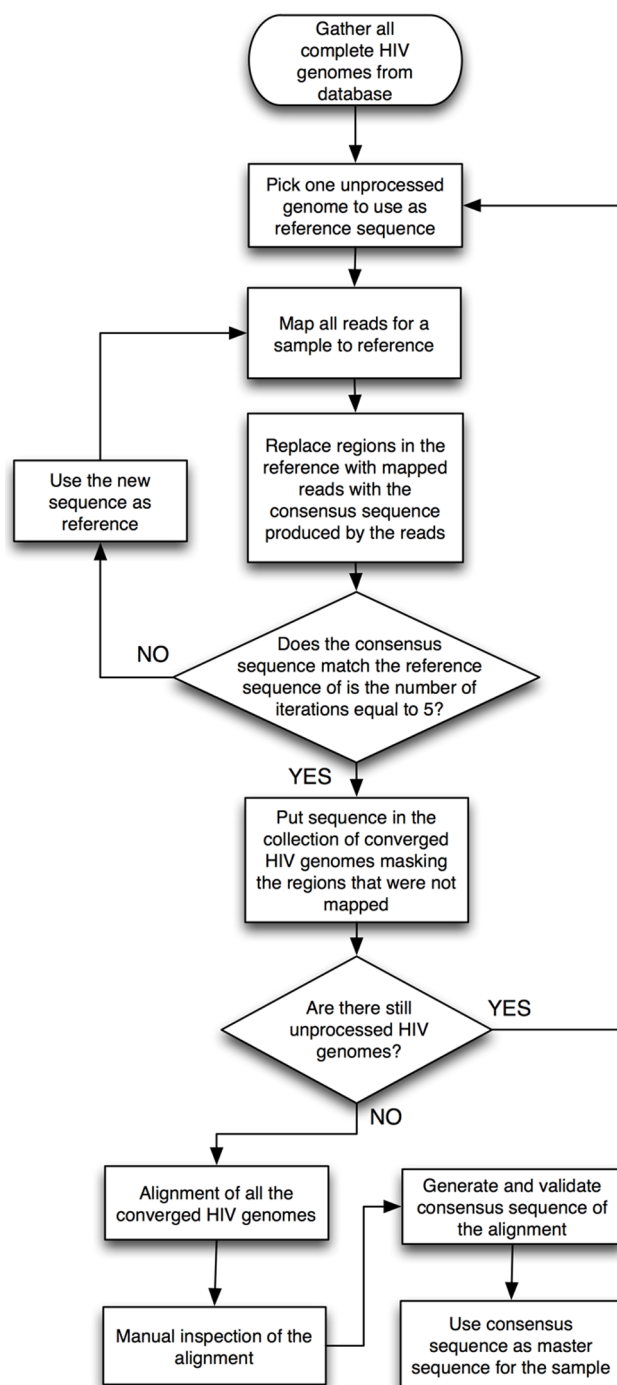 Gather all
complete HIV
genomes from
database
Pick one unprocessed
genome to use as
reference sequence
Map all reads for a
sample to reference
Replace regions in the
reference with mapped
reads with the
consensus sequence
produced by the reads
Use the new
sequence as
reference
Does the consensus
sequence match the reference
sequence of is the number of
iterations equal to 5?
NO
YES
Put sequence in the
collection of converged
HIV genomes masking
the regions that were not
mapped
Are there still
unprocessed HIV
genomes?
YES
NO
Alignment of all the
converged HIV genomes
Manual inspection of the
alignment
Generate and validate
consensus sequence of
the alignment
Use consensus
sequence as master
sequence for the sample